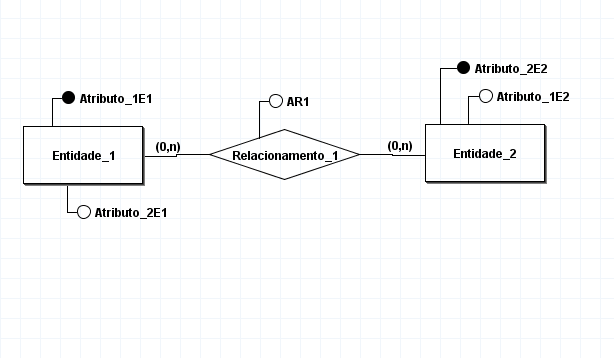 Atributo_2E2
Atributo_1E1
AR1
Atributo_1E2
Entidade_1
(0,n)
Relacionamento_1
(0,n)
Entidade_2
Atributo_2E1